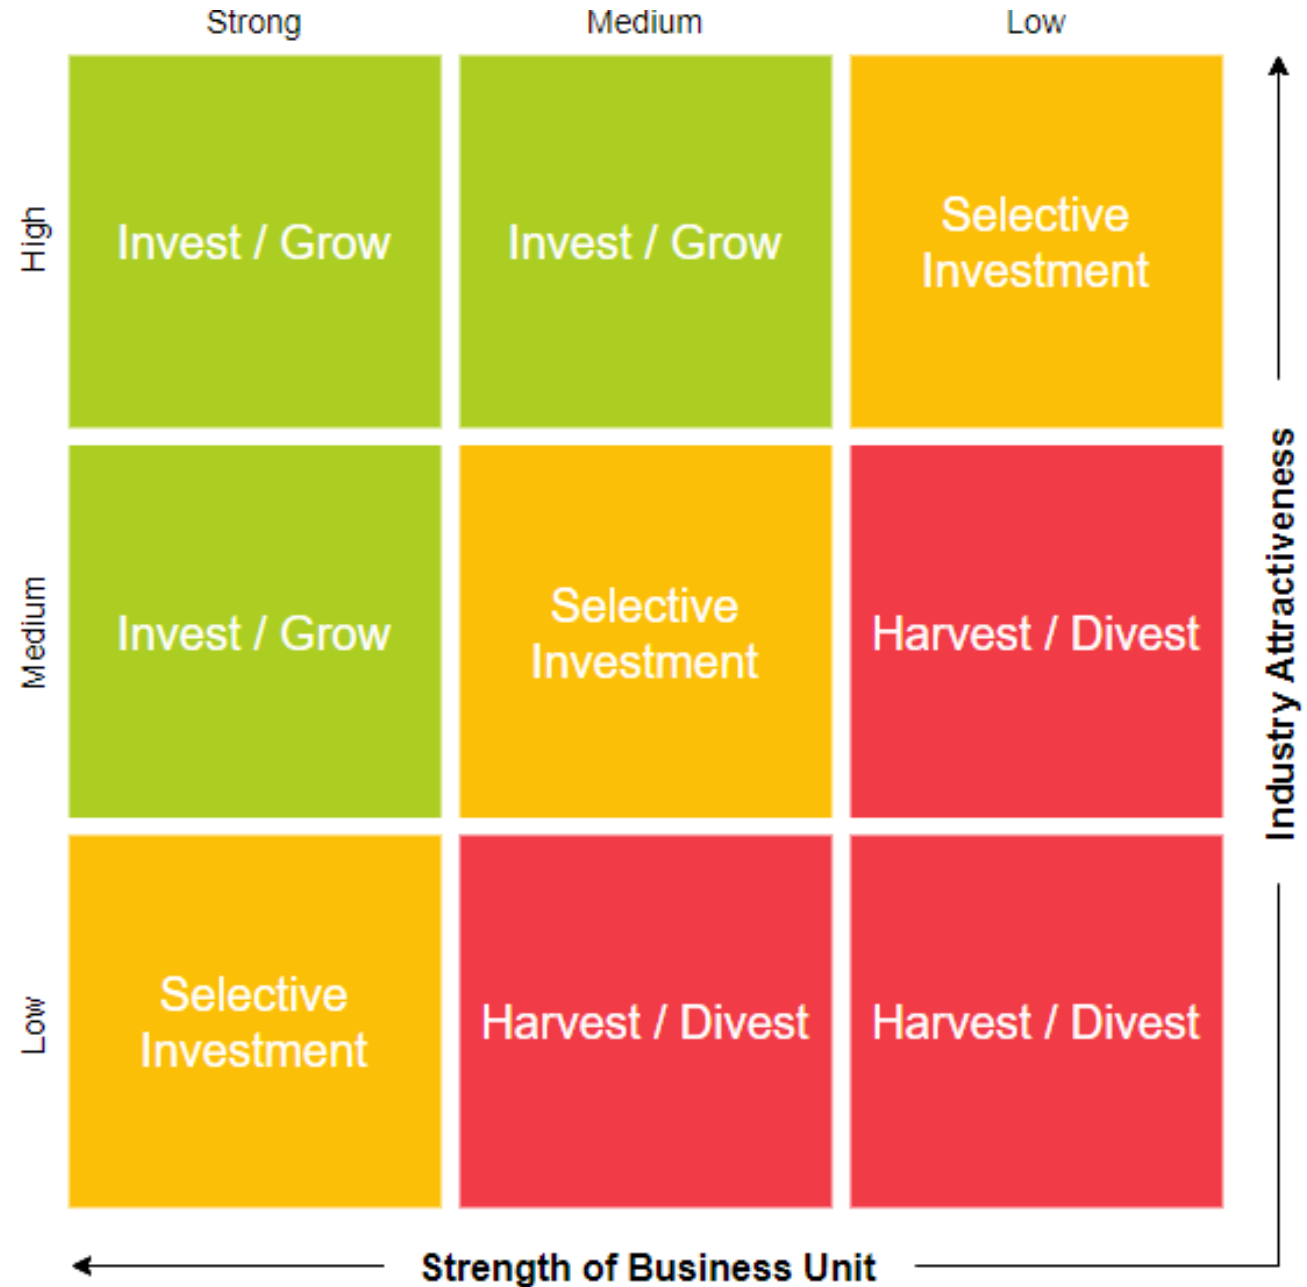 Strong
Medium
Low
High
Invest / Grow
Invest / Grow
Selective
Investment
Medium
Invest / Grow
Selective
Investment
Harvest / Divest
Low
Selective
Investment
Harvest / Divest
Harvest / Divest
Industry Attractiveness
Strength of Business Unit